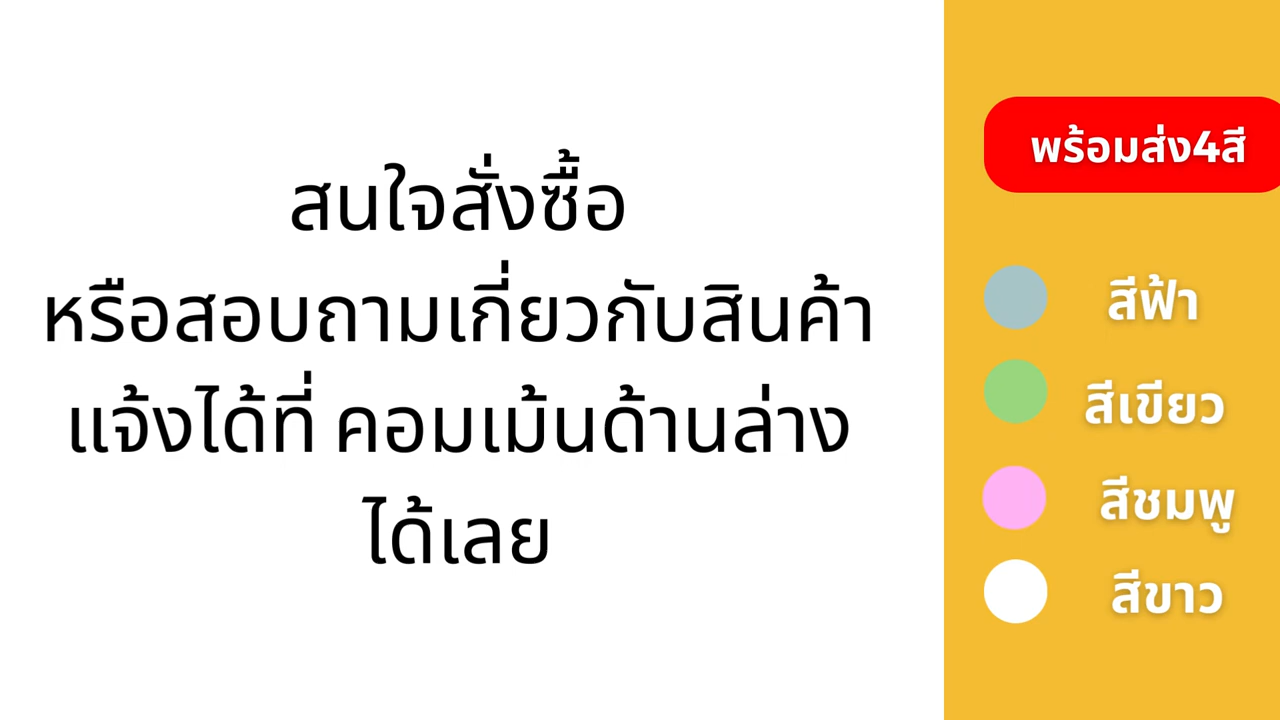 สนใจสั่งซื้อ
หรือสอบถามเกี่ยวกับสินค้า
แจ้งได้ที่ คอมเม้นด้านล่าง
ได้เลย
พร้อมส่ง4สี
สีฟ้า
สีเขียว
สีชมพู
สีขาว